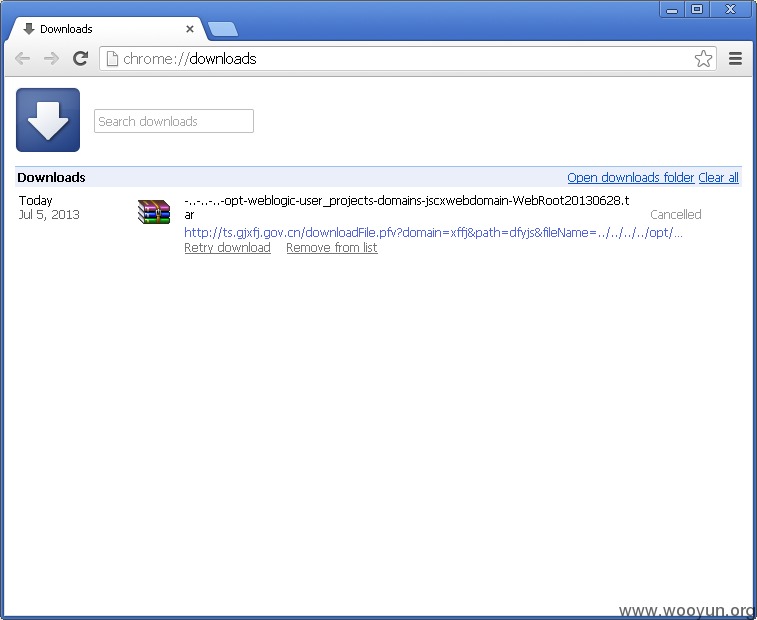 Downloads
chrome://downloads
Search downloads
Downloads
Open downloads folder Clear all
Today
Jul 5, 2013
-..-..-..-opt-weblogic-user_projects-domains-jscxwebdomain-WebRoot20130628.t
ar
Cancelled
http://ts.gjxfj.gov.cn/downloadFile.pfv?domain=xffj&path=dfyjs&fileName=../../../../opt/...
Retry download Remove from list
www.wooyun.org